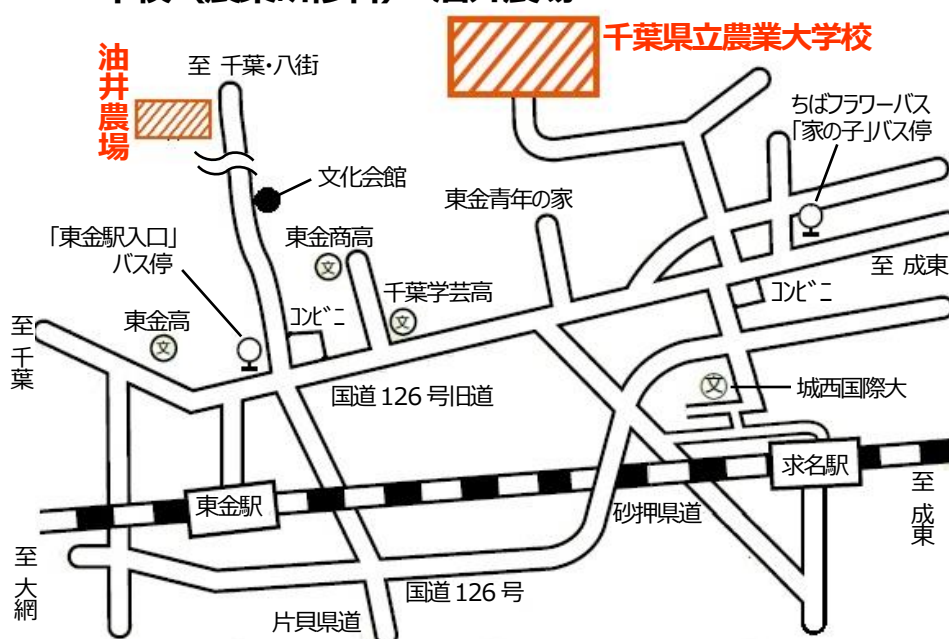 千葉県立農業大学校
油井農場
至 千葉・八街
ちばフラワーバス
「家の子」バス停
文化会館
東金青年の家
「東金駅入口」
バス停
東金商高
文
至 成東
千葉学芸高
文
コンビニ
コンビニ
至 千葉
東金高
文
国道 126 号旧道
文
城西国際大
求名駅
東金駅
砂押県道
至 成東
至 大網
国道 126 号
片貝県道